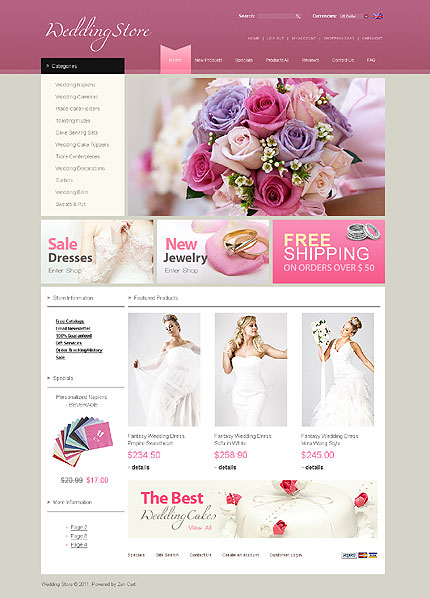 WeddingStore
Search:
Currencies: US Dollar
HOME | LOG OUT | MY ACCOUNT | SHOPPING CART | CHECKOUT
Home
New Products
Specials
Products All
Reviews
Contact Us
FAQ
Categories
Wedding Napkins
Wedding Cameras
Place Card Holders
Toasting Flutes
Cake Serving Sets
Wedding Cake Toppers
Table Centerpieces
Wedding Decorations
Garters
Wedding Bells
Sale
Dresses
Enter Shop
New
Jewelry
Enter Shop
FREE
SHIPPING
ON ORDERS OVER $ 50
Store Information
Free Catalogs
Email Newsletter
100% Guaranteed!
Gift Services
Order Tracking/History
Sale
Specials
Personalized Napkins
- BEVERAGE
$20.99 $17.00
More Information
Page 2
Page 3
Page 4
Featured Products
Fantasy Wedding Dress
Empire Sweetheart
$234.50
- details
Fantasy Wedding Dress
Sofia in White
$258.90
- details
Fantasy Wedding Dress
Vera Wang Style
$245.00
- details
The Best
WeddingCakes
View All
Specials
Site Search
Contact Us
Create an account
Customer Login
Wedding Store © 2011. Powered by Zen Cart